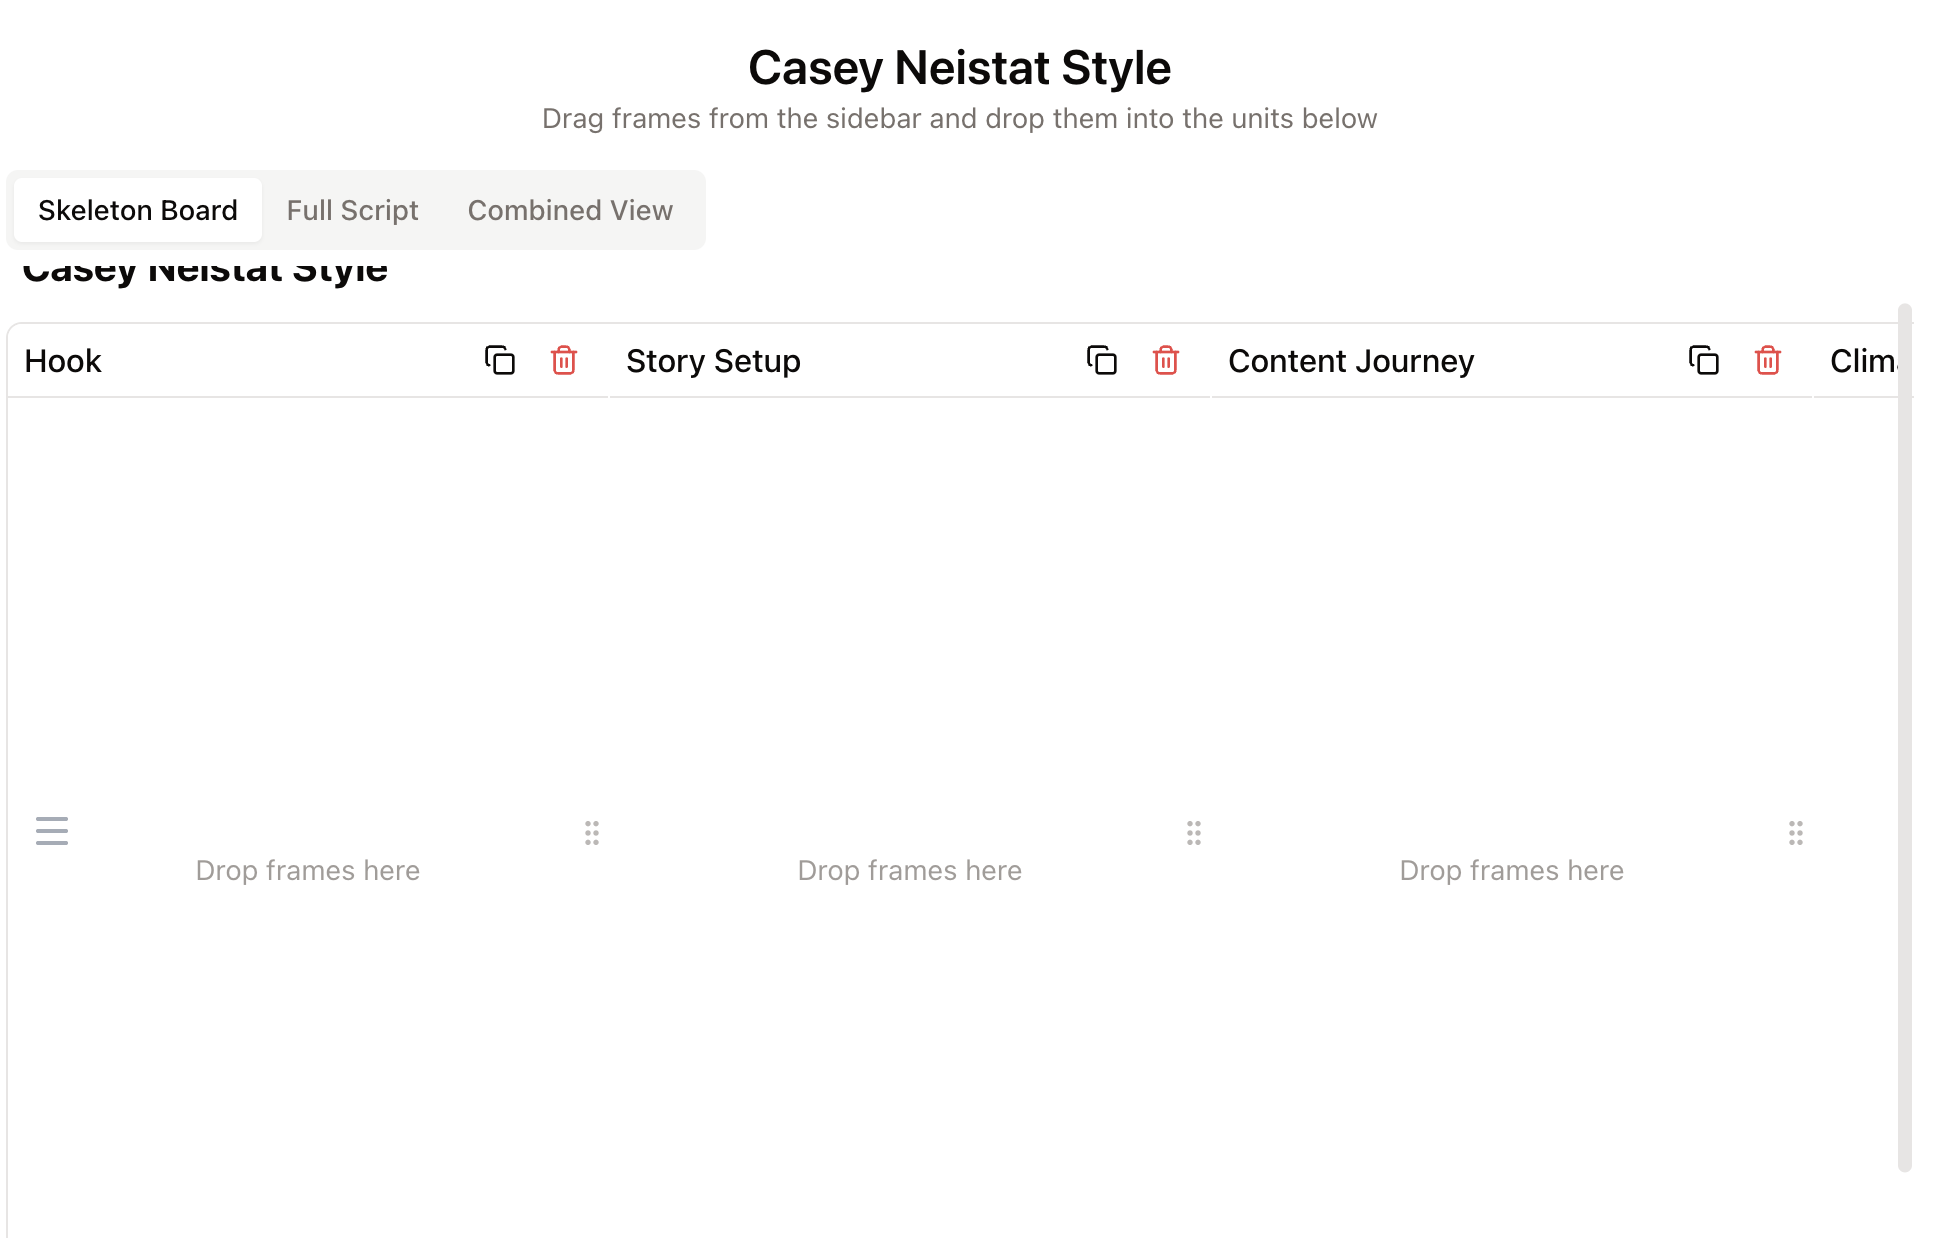 Casey Neistat Style
Drag frames from the sidebar and drop them into the units below
Skeleton Board Full Script Combined View
Casey Neistat Style
Hook Story Setup Content Journey
Drop frames here Drop frames here Drop frames here